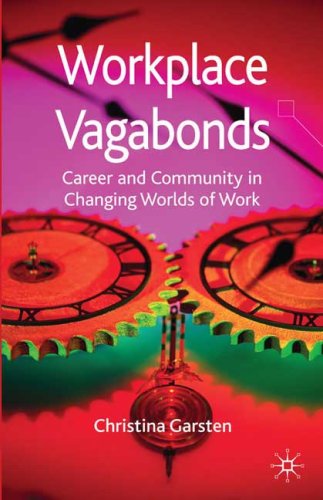 Workplace
Vagabonds
Career and Community in
Changing Worlds of Work
Christina Garsten